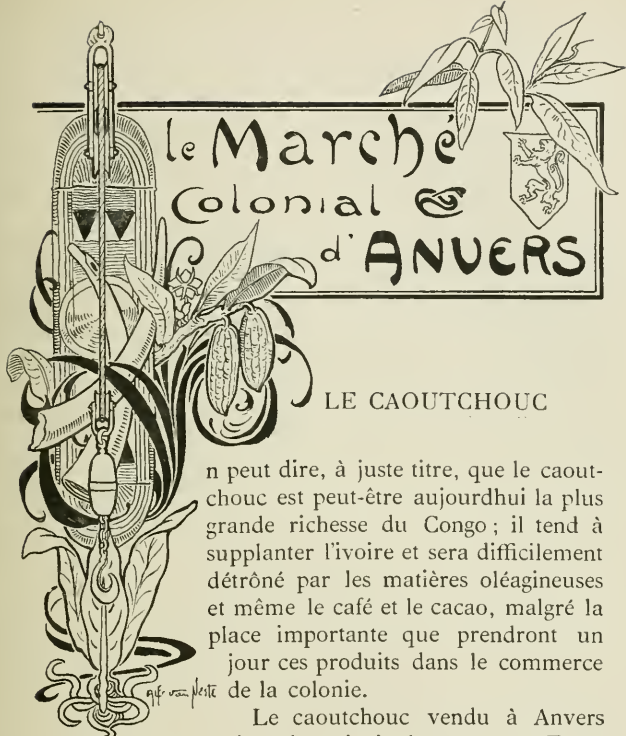 le Marché
Colonial &
d'ANVERS
LE CAOUTCHOUC
n peut dire, à juste titre, que le caout-
chouc est peut-être aujourdhui la plus
grande richesse du Congo ; il tend à
supplanter l'ivoire et sera difficilement
détrôné par les matières oléagineuses
et même le café et le cacao, malgré la
place importante que prendront un
jour ces produits dans le commerce
de la colonie.
Le caoutchouc vendu à Anvers